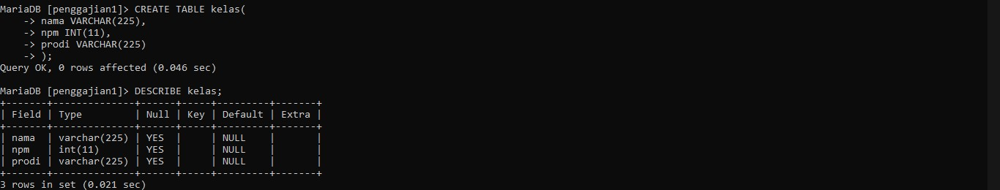 MariaDB [penggajian1]> CREATE TABLE kelas(
    -> nama VARCHAR(225),
    -> npm INT(11),
    -> prodi VARCHAR(225)
    -> );
Query OK, 0 rows affected (0.046 sec)

MariaDB [penggajian1]> DESCRIBE kelas;
+-------+--------------+------+-----+---------+-------+
| Field | Type         | Null | Key | Default | Extra |
+-------+--------------+------+-----+---------+-------+
| nama  | varchar(225) | YES  |     | NULL    |       |
| npm   | int(11)      | YES  |     | NULL    |       |
| prodi | varchar(225) | YES  |     | NULL    |       |
+-------+--------------+------+-----+---------+-------+
3 rows in set (0.021 sec)